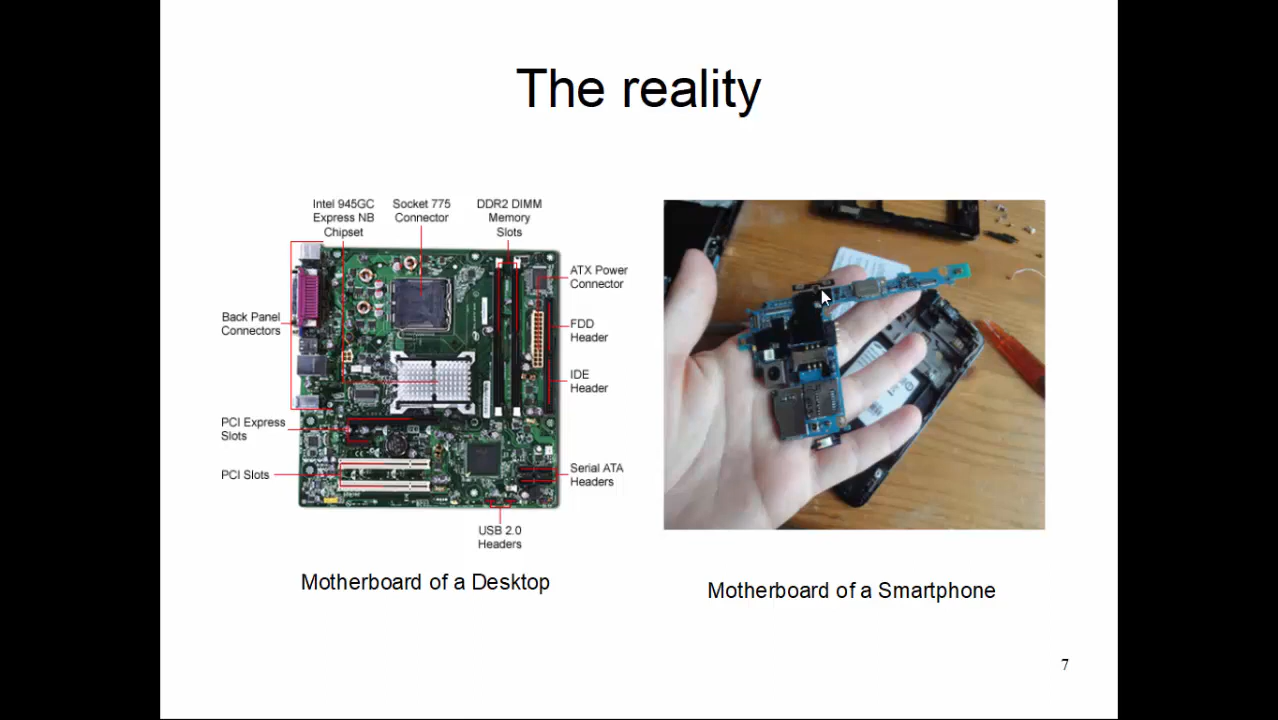 The reality
Intel 945GC
Express NB
Chipset
Socket 775
Connector
DDR2 DIMM
Memory
Slots
ATX Power
Connector
Back Panel
Connectors
FDD
Header
IDE
Header
PCI Express
Slots
PCI Slots
Serial ATA
Headers
USB 2.0
Headers
Motherboard of a Desktop
Motherboard of a Smartphone
7